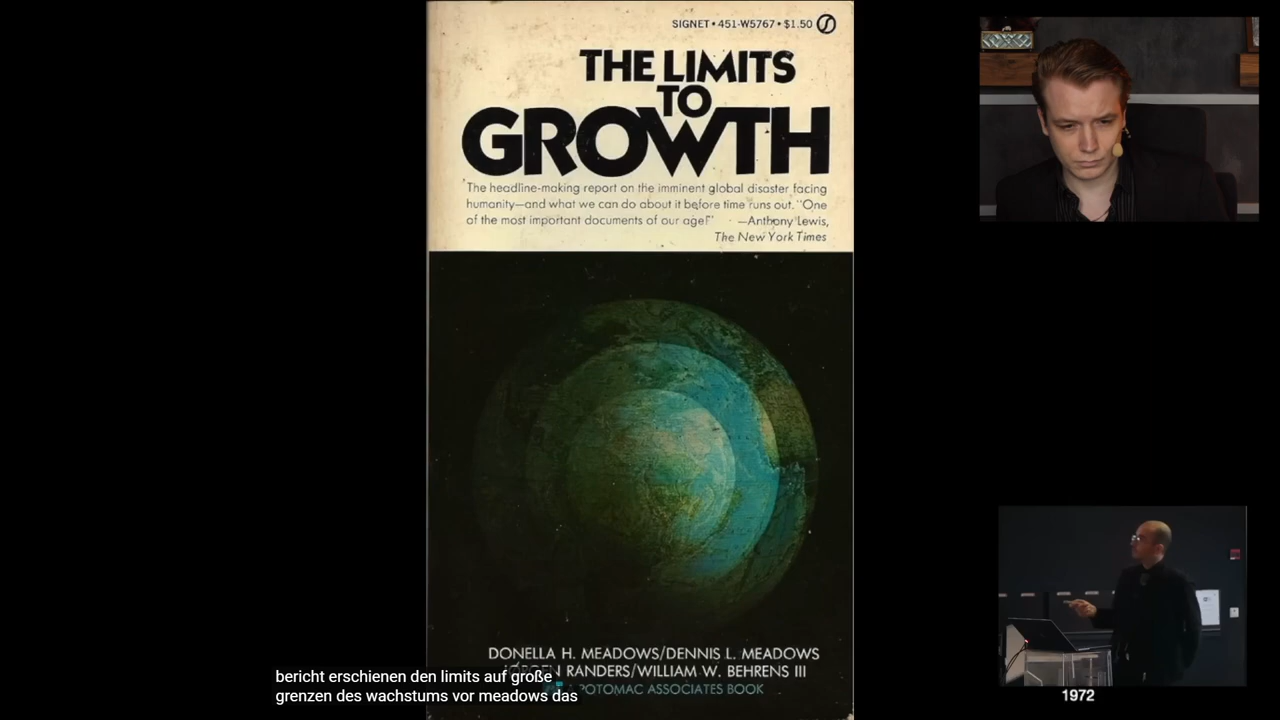 SIGNET • 451-W5767 • $1.50
THE LIMITS
TO
GROWTH
The headline-making report on the imminent global disaster facing
humanity—and what we can do about it before time runs out. "One
of the most important documents of our age!" —Anthony Lewis,
The New York Times
DONELLA H. MEADOWS/DENNIS L. MEADOWS
RANDERS/WILLIAM W. BEHRENS III
A POTOMAC ASSOCIATES BOOK
bericht erschienen den limits auf große
grenzen des wachstums vor meadows das
1972